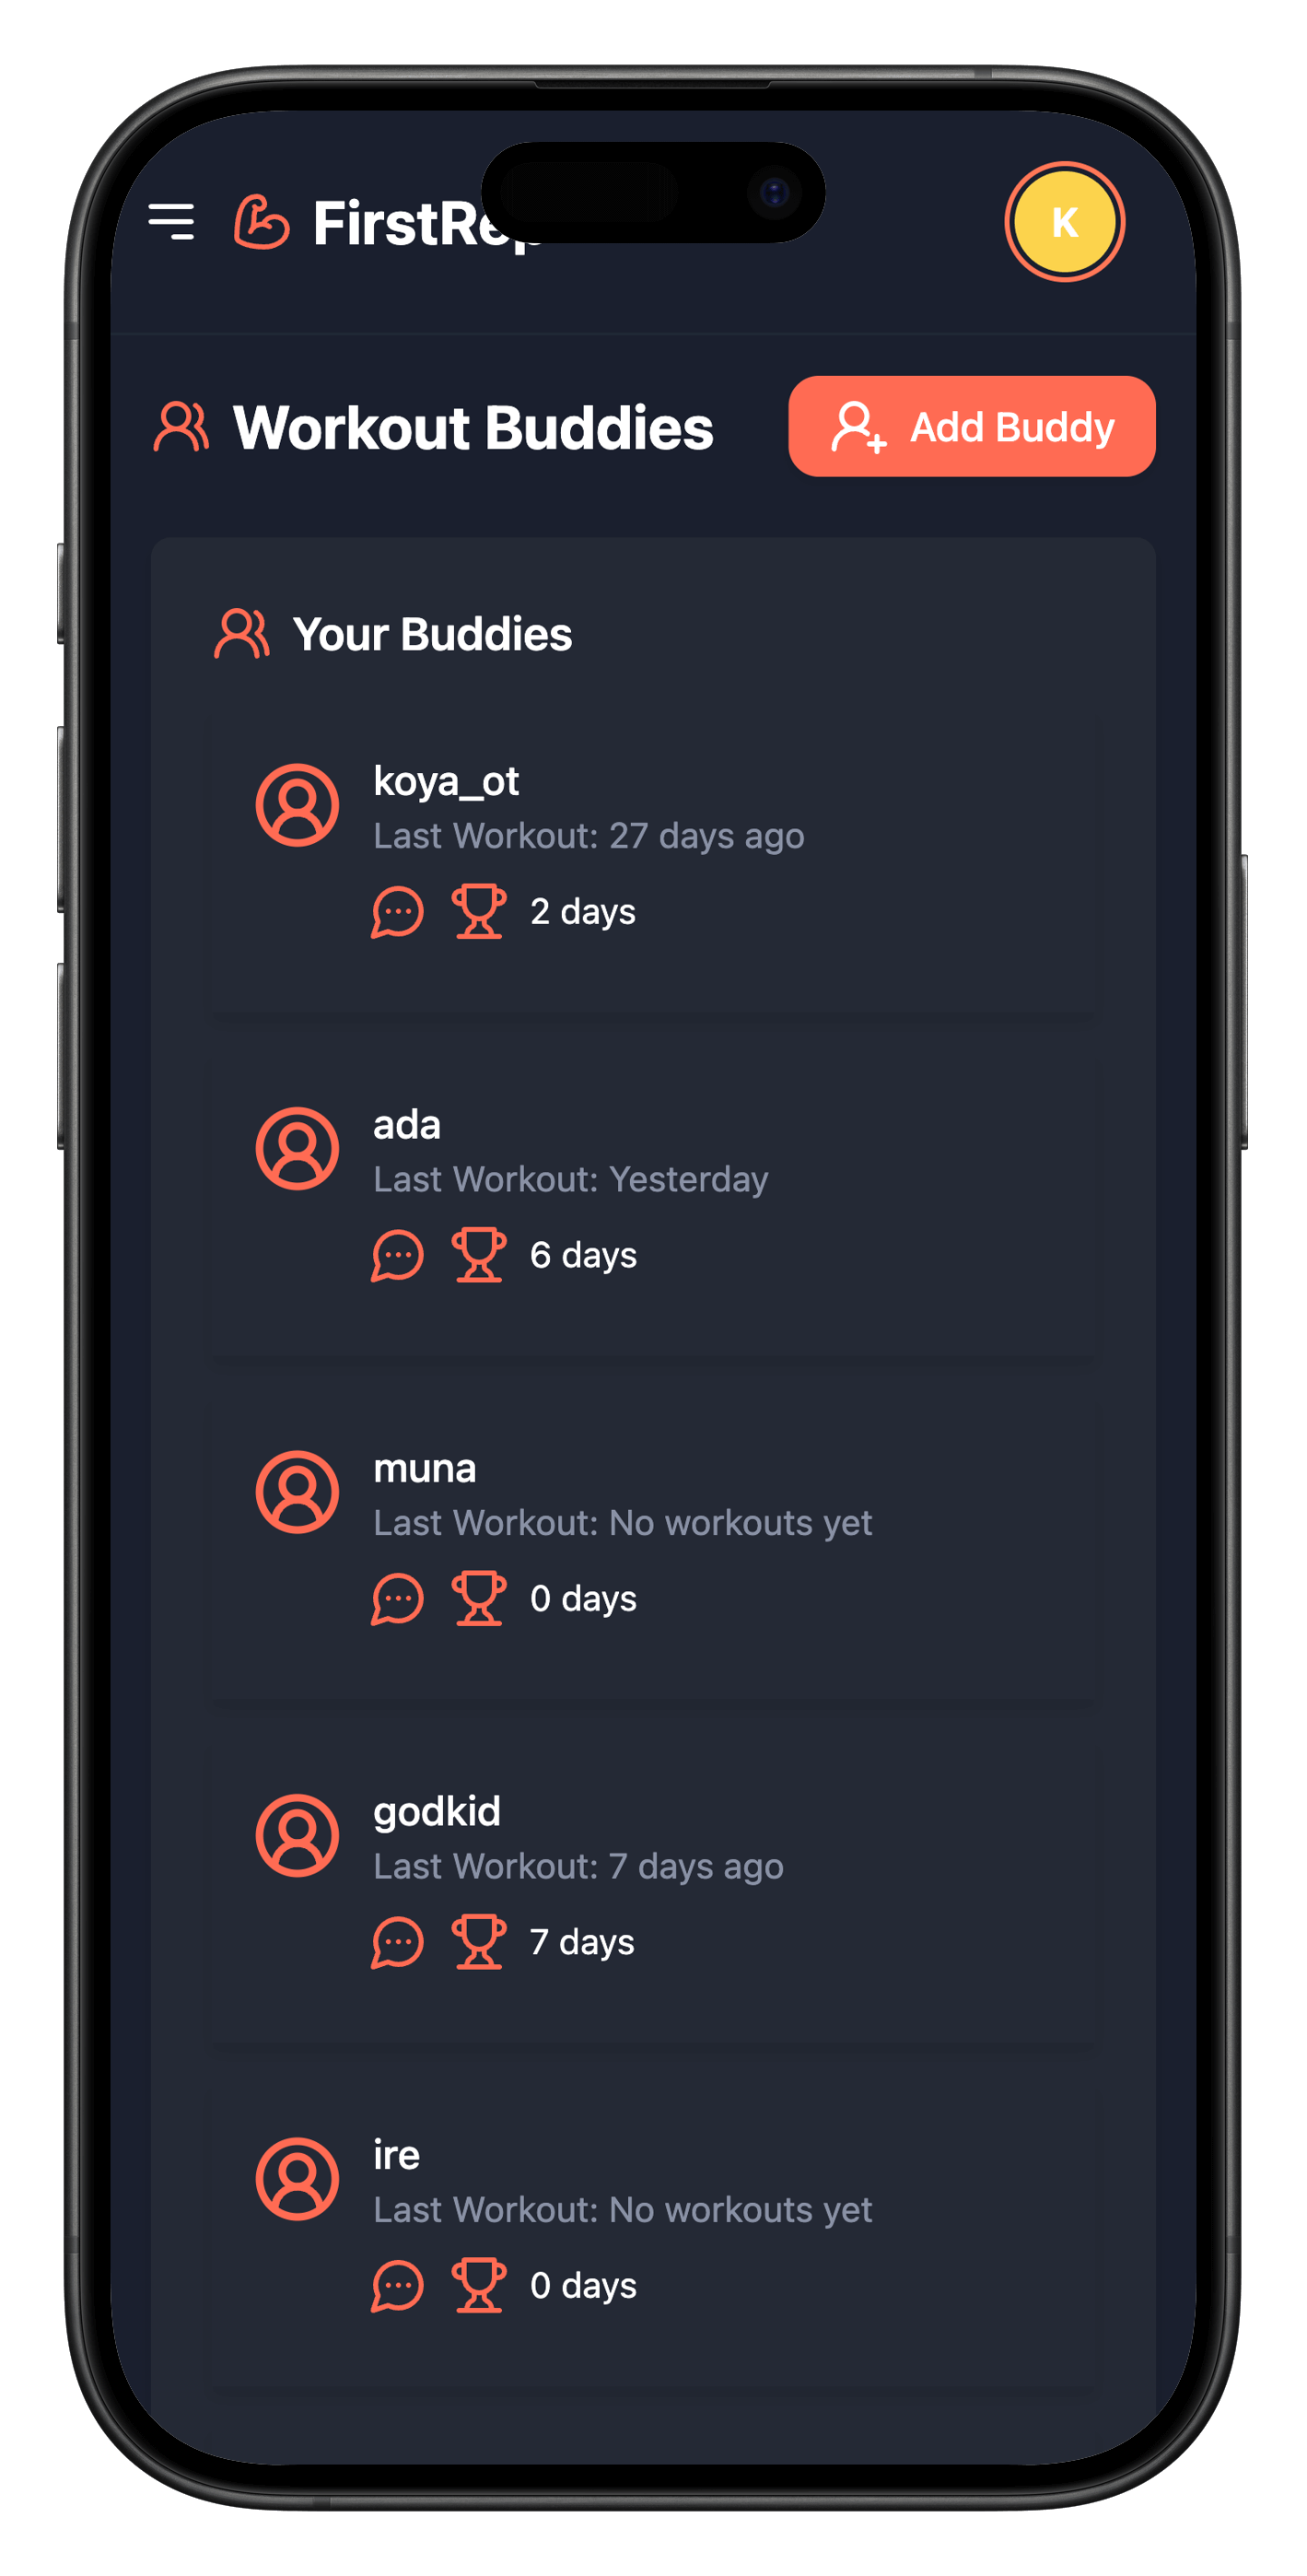 FirstRep
K
Workout Buddies
Add Buddy
Your Buddies
koya_ot
Last Workout: 27 days ago
2 days
ada
Last Workout: Yesterday
6 days
muna
Last Workout: No workouts yet
0 days
godkid
Last Workout: 7 days ago
7 days
ire
Last Workout: No workouts yet
0 days